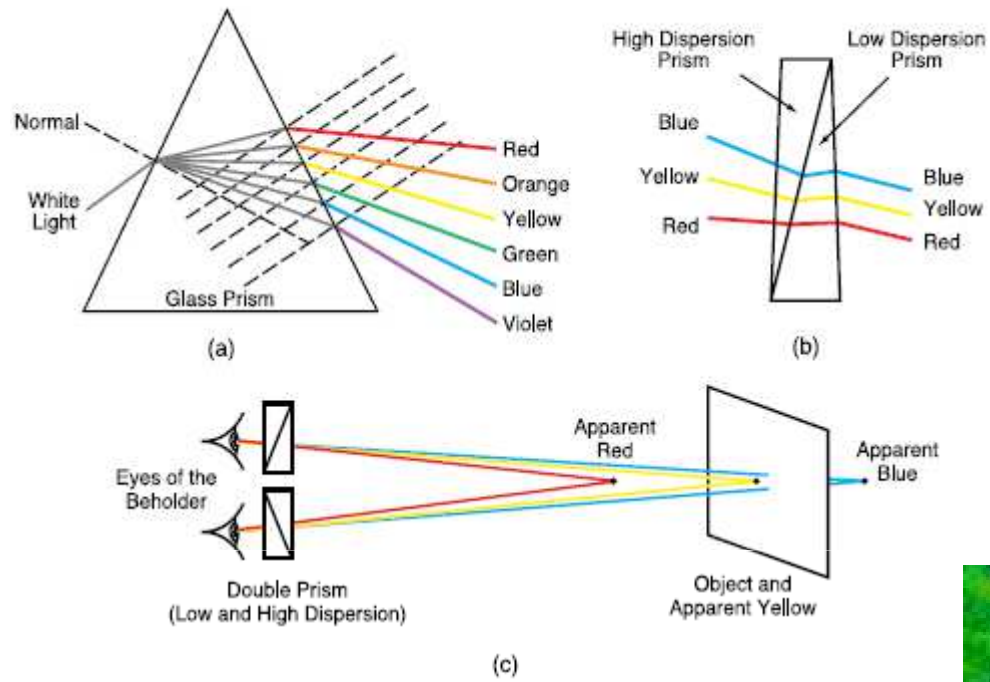 Normal
White
Light
Glass Prism
Red
Orange
Yellow
Green
Blue
Violet
(a)
High Dispersion
Prism
Low Dispersion
Prism
Blue
Yellow
Red
Blue
Yellow
Red
(b)
Eyes of the
Beholder
Double Prism
(Low and High Dispersion)
Apparent
Red
Object and
Apparent Yellow
Apparent
Blue
(c)